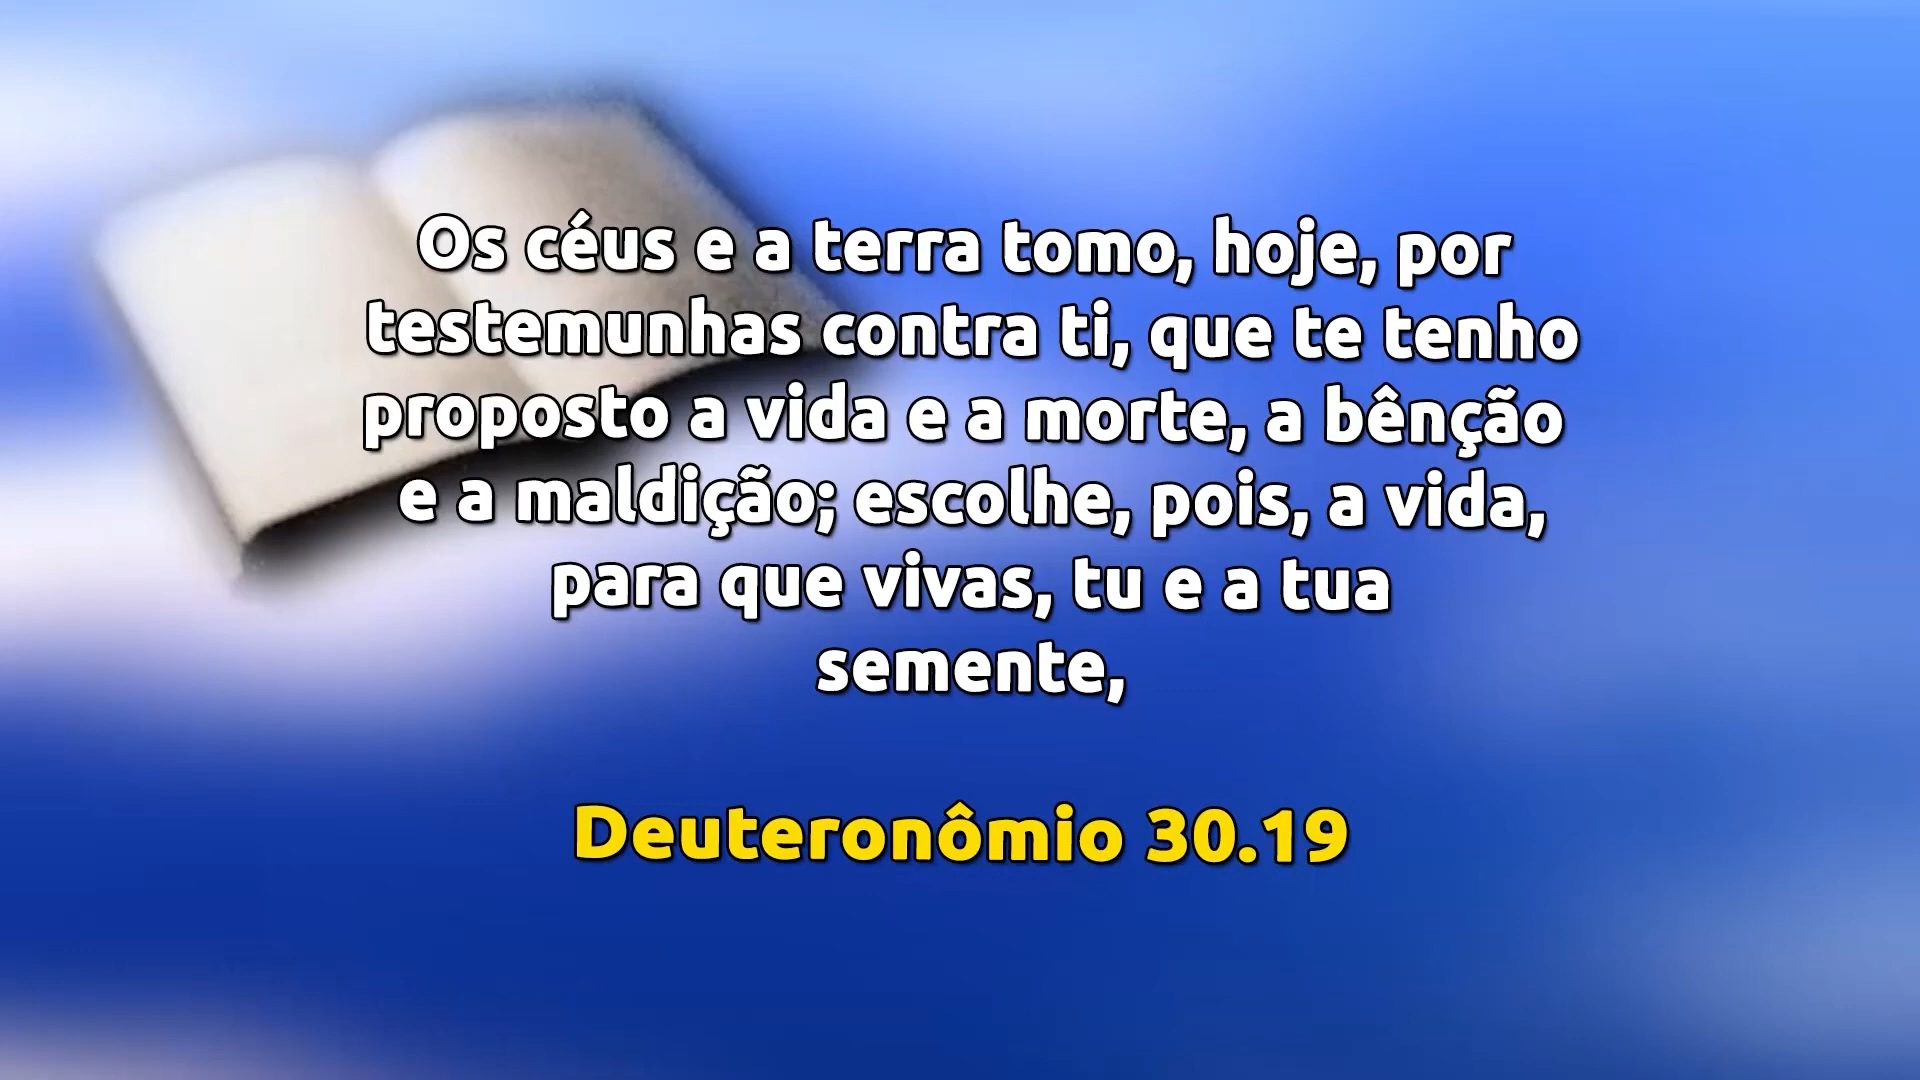 Os céus e a terra tomo, hoje, por
testemunhas contra ti, que te tenho
proposto a vida e a morte, a bênção
e a maldição; escolhe, pois, a vida,
para que vivas, tu e a tua
semente,
Deuteronômio 30.19